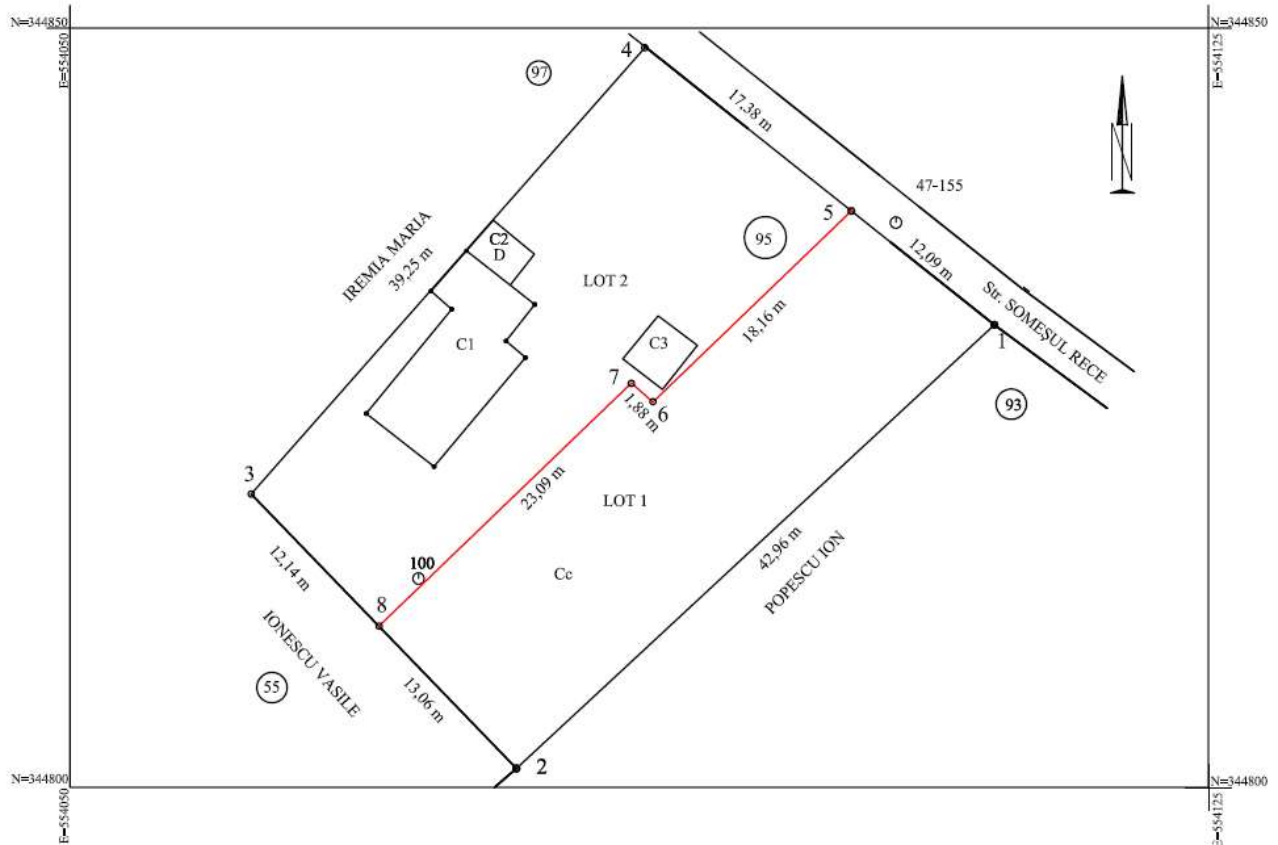 N=344850
N=344850
E=554050
E=554125
4
97
17,38 m
47-155
5
95
12,09 m
IREMIA MARIA
39,25 m
C2
D
LOT 2
Str. SOMEȘUL RECE
18,16 m
1
C1
C3
7
6
1,88 m
93
3
23,09 m
LOT 1
42,96 m
POPESCU ION
12,14 m
100
Cc
8
IONESCU VASILE
55
13,06 m
2
N=344800
N=344800
E=554050
E=554125